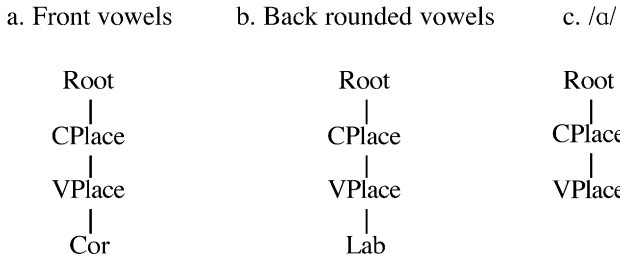 a. Front vowels b. Back rounded vowels c. /ɑ/
Root Root Root
CPlace CPlace CPlace
VPlace VPlace VPlace
Cor Lab